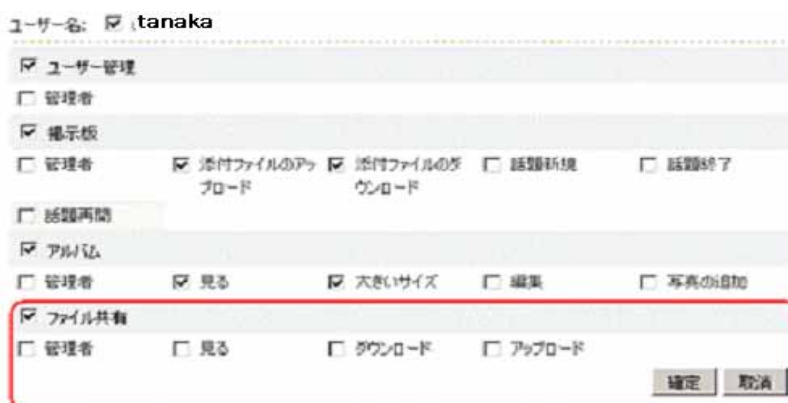 ユーザー名: tanaka
ユーザー管理
管理者
掲示板
管理者 添付ファイルのアップロード 添付ファイルのダウンロード 話題新規 話題終了
話題再開
アルバム
管理者 見る 大きいサイズ 編集 写真の追加
ファイル共有
管理者 見る ダウンロード アップロード
確定 取消